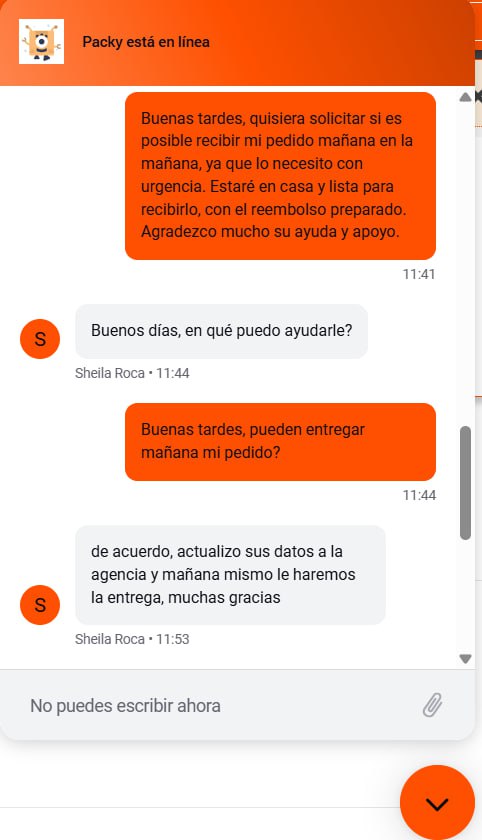 Packy está en línea
Buenas tardes, quisiera solicitar si es
posible recibir mi pedido mañana en la
mañana, ya que lo necesito con
urgencia. Estaré en casa y lista para
recibirlo, con el reembolso preparado.
Agradezco mucho su ayuda y apoyo.
11:41
Buenos días, en qué puedo ayudarle?
S
Sheila Roca • 11:44
Buenas tardes, pueden entregar
mañana mi pedido?
11:44
de acuerdo, actualizo sus datos a la
agencia y mañana mismo le haremos
la entrega, muchas gracias
S
Sheila Roca • 11:53
No puedes escribir ahora